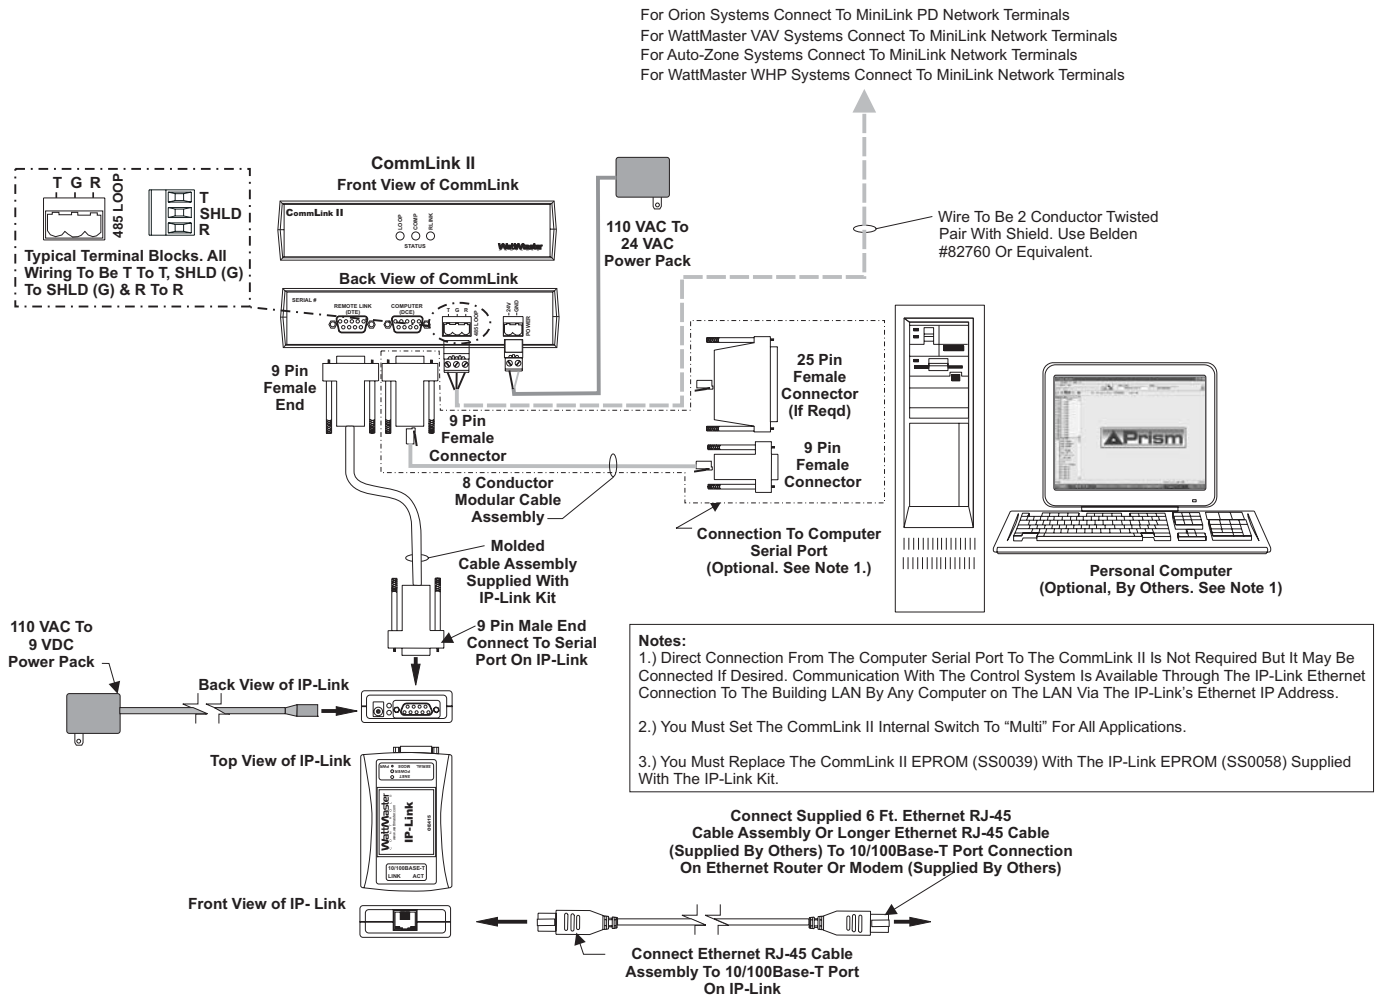 For Orion Systems Connect To MiniLink PD Network Terminals
For WattMaster VAV Systems Connect To MiniLink Network Terminals
For Auto-Zone Systems Connect To MiniLink Network Terminals
For WattMaster WHP Systems Connect To MiniLink Network Terminals
T G R
485 LOOP
T
SHLD
R
Typical Terminal Blocks. All
Wiring To Be T To T, SHLD (G)
To SHLD (G) & R To R
CommLink II
Front View of CommLink
CommLink II
LOOP
COMP
RLINK
STATUS
WattMaster
110 VAC To
24 VAC
Power Pack
Wire To Be 2 Conductor Twisted
Pair With Shield. Use Belden
#82760 Or Equivalent.
Back View of CommLink
SERIAL #
REMOTE LINK
(DTE)
COMPUTER
(DCE)
T
G
R
485 LOOP
24V
GND
POWER
9 Pin
Female
End
9 Pin
Female
Connector
25 Pin
Female
Connector
(If Reqd)
9 Pin
Female
Connector
Prism
8 Conductor
Modular Cable
Assembly
Connection To Computer
Serial Port
(Optional. See Note 1.)
Personal Computer
(Optional, By Others. See Note 1)
Molded
Cable Assembly
Supplied With
IP-Link Kit
9 Pin Male End
Connect To Serial
Port On IP-Link
110 VAC To
9 VDC
Power Pack
Back View of IP-Link
Top View of IP-Link
SERIAL
MODE
PWR
ENET
POWER
WattMaster
IP-Link
10/100BASE-T
LINK ACT
Front View of IP- Link
Notes:
1.) Direct Connection From The Computer Serial Port To The CommLink II Is Not Required But It May Be
Connected If Desired. Communication With The Control System Is Available Through The IP-Link Ethernet
Connection To The Building LAN By Any Computer on The LAN Via The IP-Link's Ethernet IP Address.
2.) You Must Set The CommLink II Internal Switch To “Multi” For All Applications.
3.) You Must Replace The CommLink II EPROM (SS0039) With The IP-Link EPROM (SS0058) Supplied
With The IP-Link Kit.
Connect Supplied 6 Ft. Ethernet RJ-45
Cable Assembly Or Longer Ethernet RJ-45 Cable
(Supplied By Others) To 10/100Base-T Port Connection
On Ethernet Router Or Modem (Supplied By Others)
Connect Ethernet RJ-45 Cable
Assembly To 10/100Base-T Port
On IP-Link